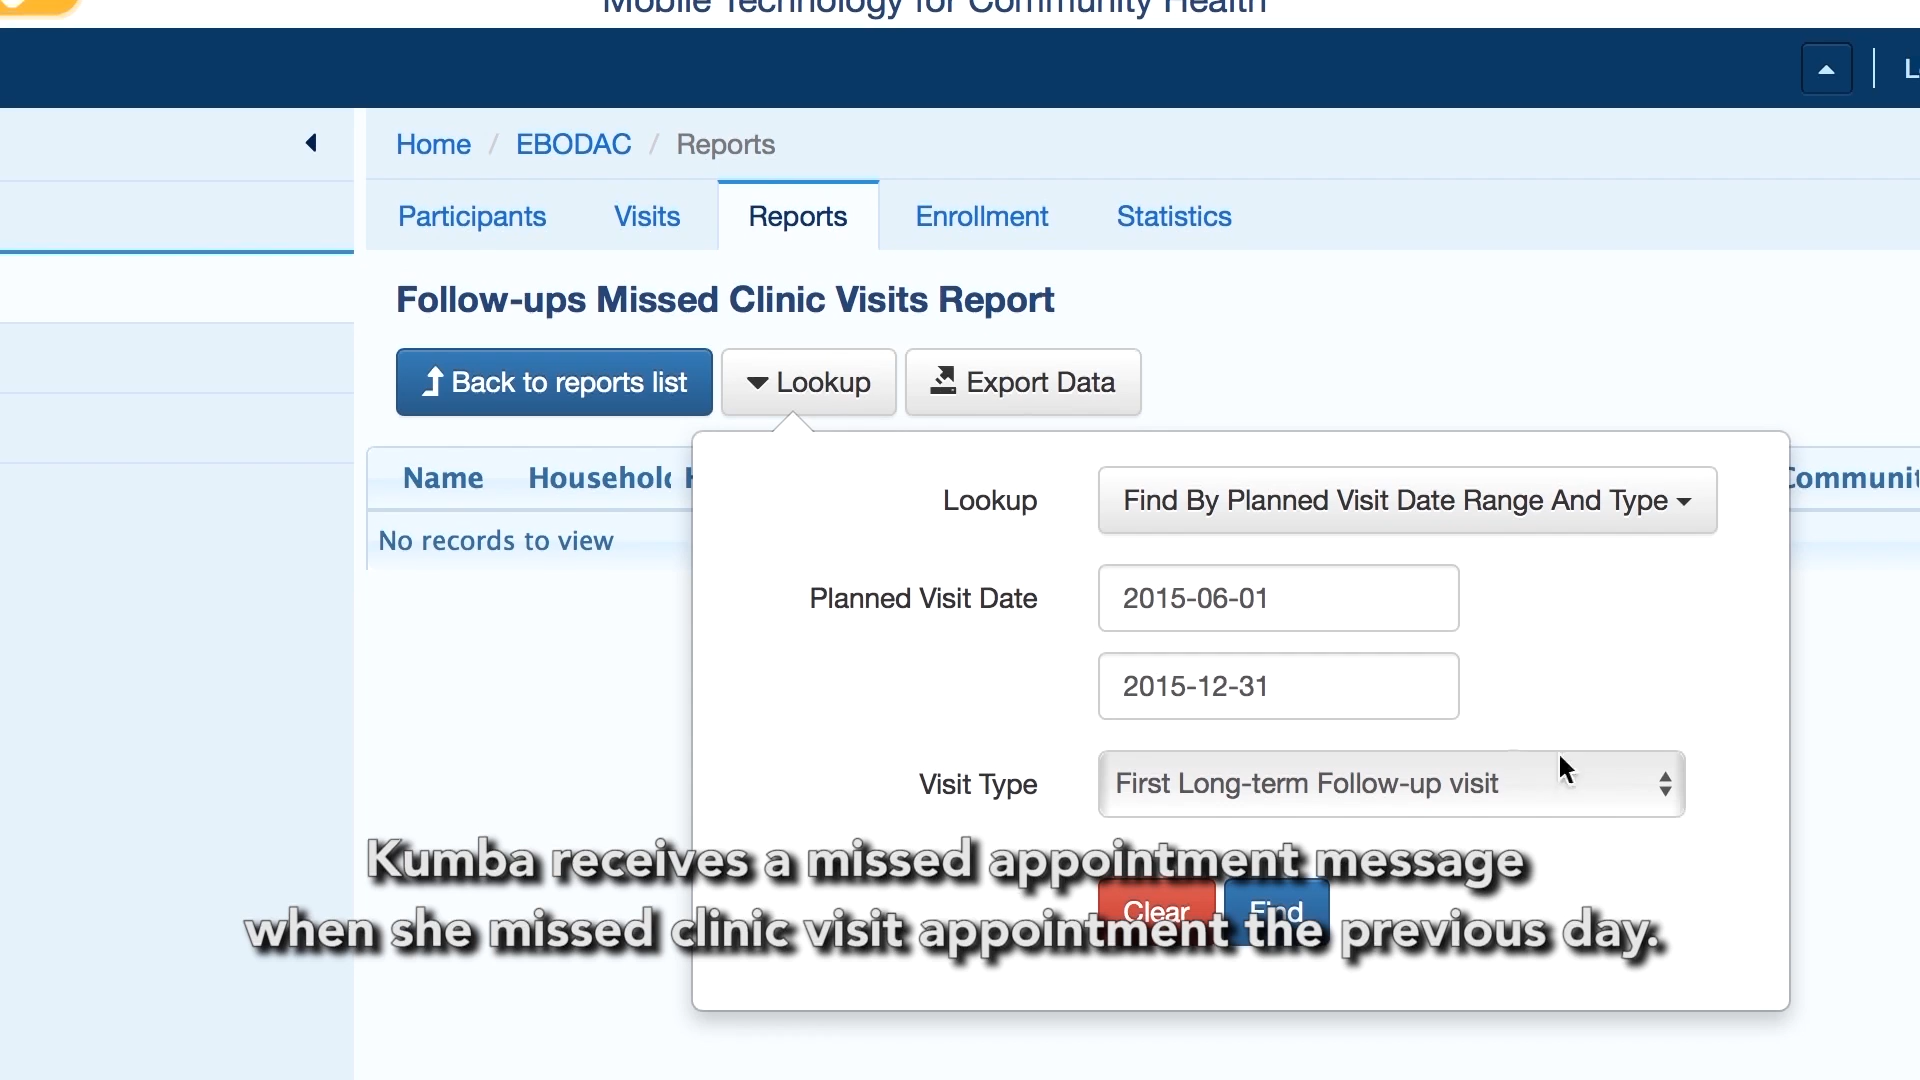 Mobile Technology for Community Health
Home / EBODAC / Reports
Participants Visits Reports Enrollment Statistics
Follow-ups Missed Clinic Visits Report
Back to reports list Lookup Export Data
Name Household
No records to view
Lookup Find By Planned Visit Date Range And Type
Planned Visit Date 2015-06-01
2015-12-31
Visit Type First Long-term Follow-up visit
Clear Find
Kumba receives a missed appointment message
when she missed clinic visit appointment the previous day.